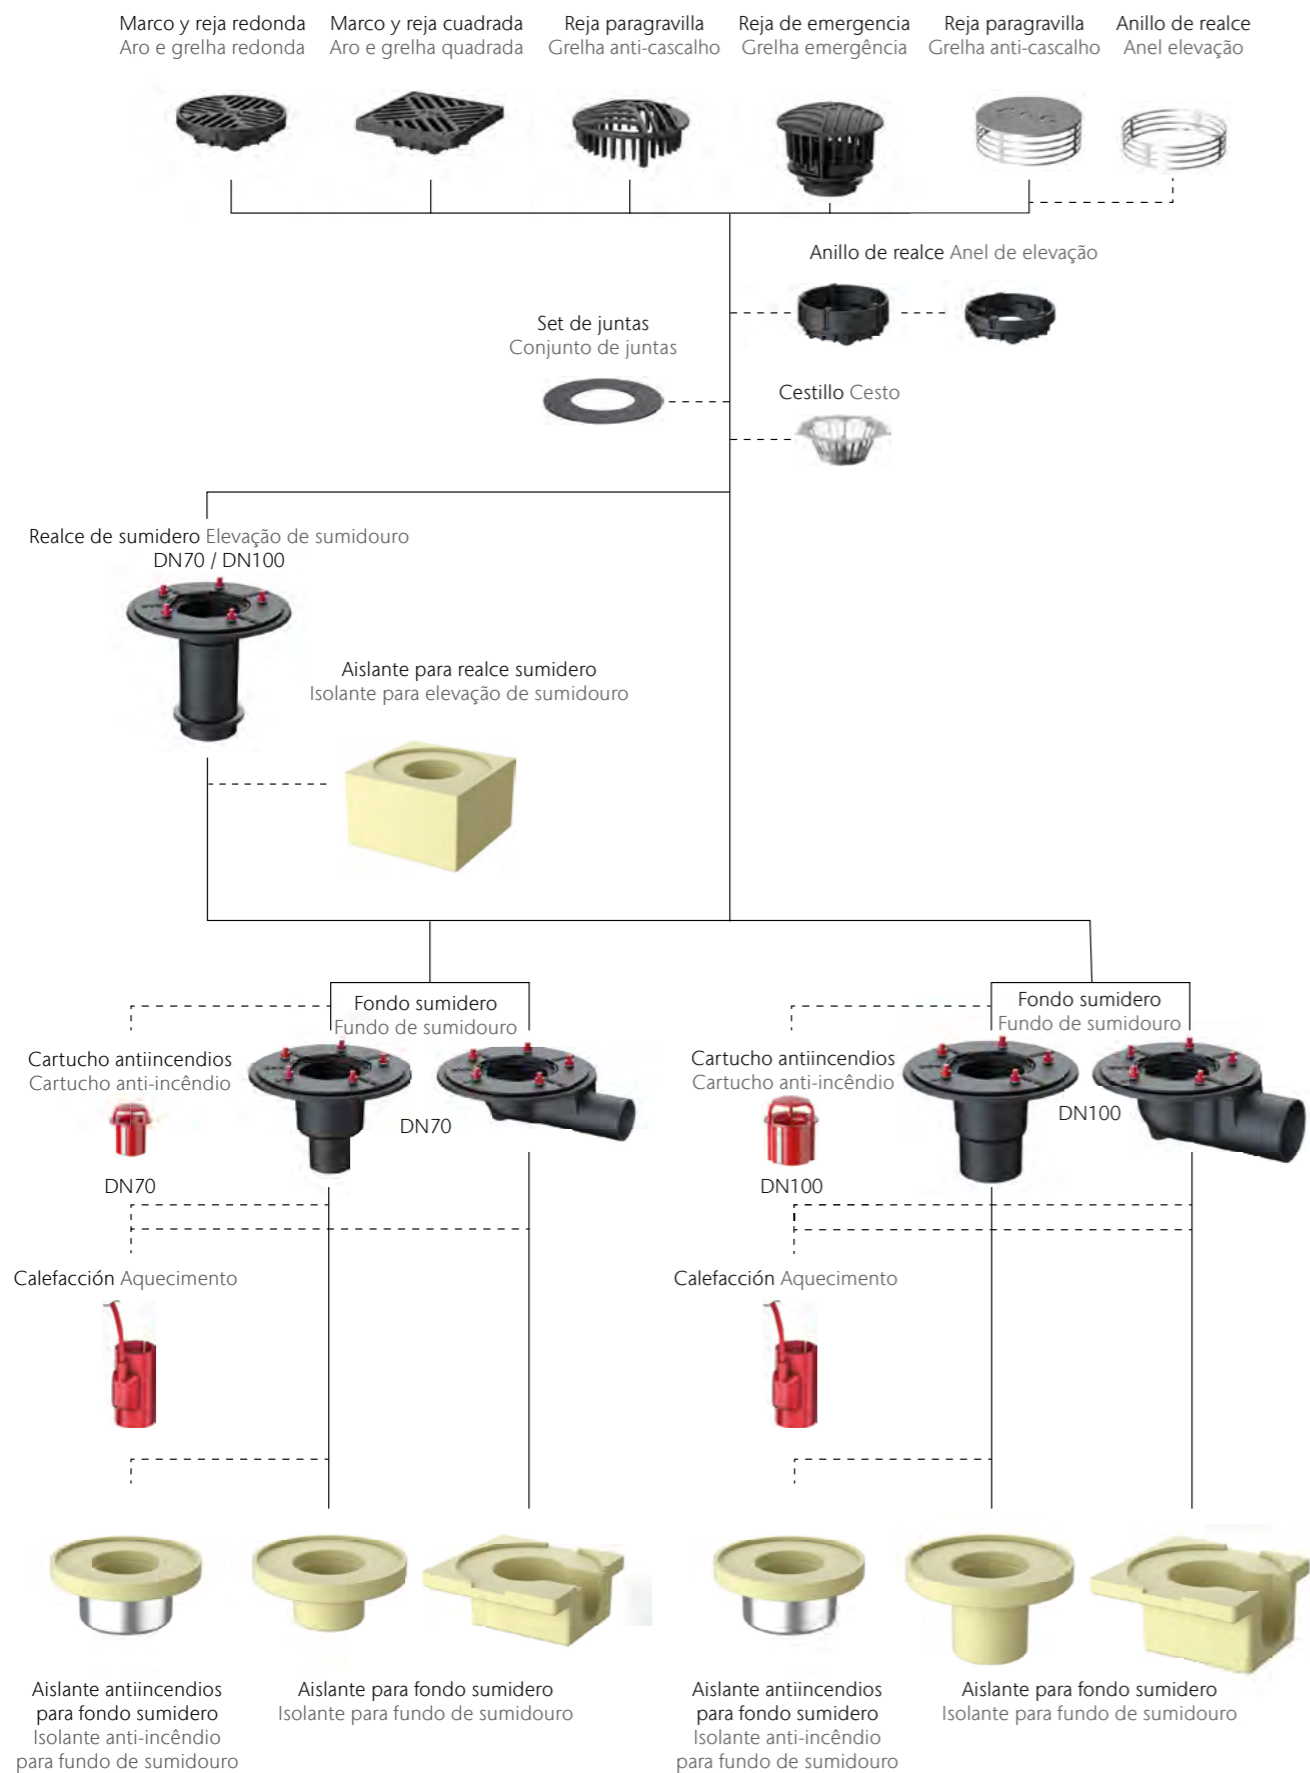 Marco y reja redonda
Aro e grelha redonda
Marco y reja cuadrada
Aro e grelha quadrada
Reja paragravilla
Grelha anti-cascalho
Reja de emergencia
Grelha emergência
Reja paragravilla
Grelha anti-cascalho
Anillo de realce
Anel elevação
Anillo de realce Anel de elevação
Set de juntas
Conjunto de juntas
Cestillo Cesto
Realce de sumidero Elevação de sumidouro
DN70 / DN100
Aislante para realce sumidero
Isolante para elevação de sumidouro
Fondo sumidero
Fundo de sumidouro
Cartucho antiincendios
Cartucho anti-incêndio
DN70
DN70
Calefacción Aquecimento
Fondo sumidero
Fundo de sumidouro
Cartucho antiincendios
Cartucho anti-incêndio
DN100
DN100
Calefacción Aquecimento
Aislante antiincendios
para fondo sumidero
Isolante anti-incêndio
para fundo de sumidouro
Aislante para fondo sumidero
Isolante para fundo de sumidouro
Aislante antiincendios
para fondo sumidero
Isolante anti-incêndio
para fundo de sumidouro
Aislante para fondo sumidero
Isolante para fundo de sumidouro